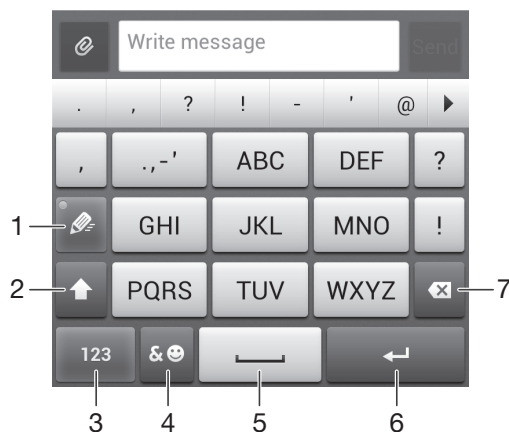 Write message Send
. , ? ! - ' @
, .,-' ABC DEF ?
1 GHI JKL MNO !
2 PQRS TUV WXYZ 7
123 &☻
3 4 5 6